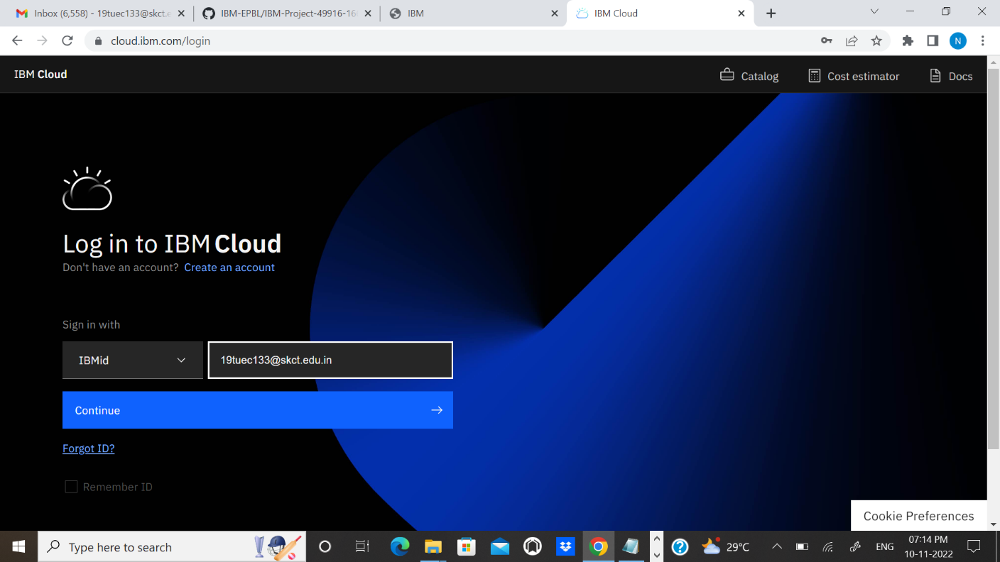 Inbox (6,558) - 19tuec133@skct.e
IBM-EPBL/IBM-Project-49916-16
IBM
IBM Cloud
cloud.ibm.com/login
N
IBM Cloud
Catalog
Cost estimator
Docs
Log in to IBM Cloud
Don't have an account? Create an account
Sign in with
IBMid
19tuec133@skct.edu.in
Continue
Forgot ID?
Remember ID
Cookie Preferences
Type here to search
29°C
ENG
07:14 PM
10-11-2022